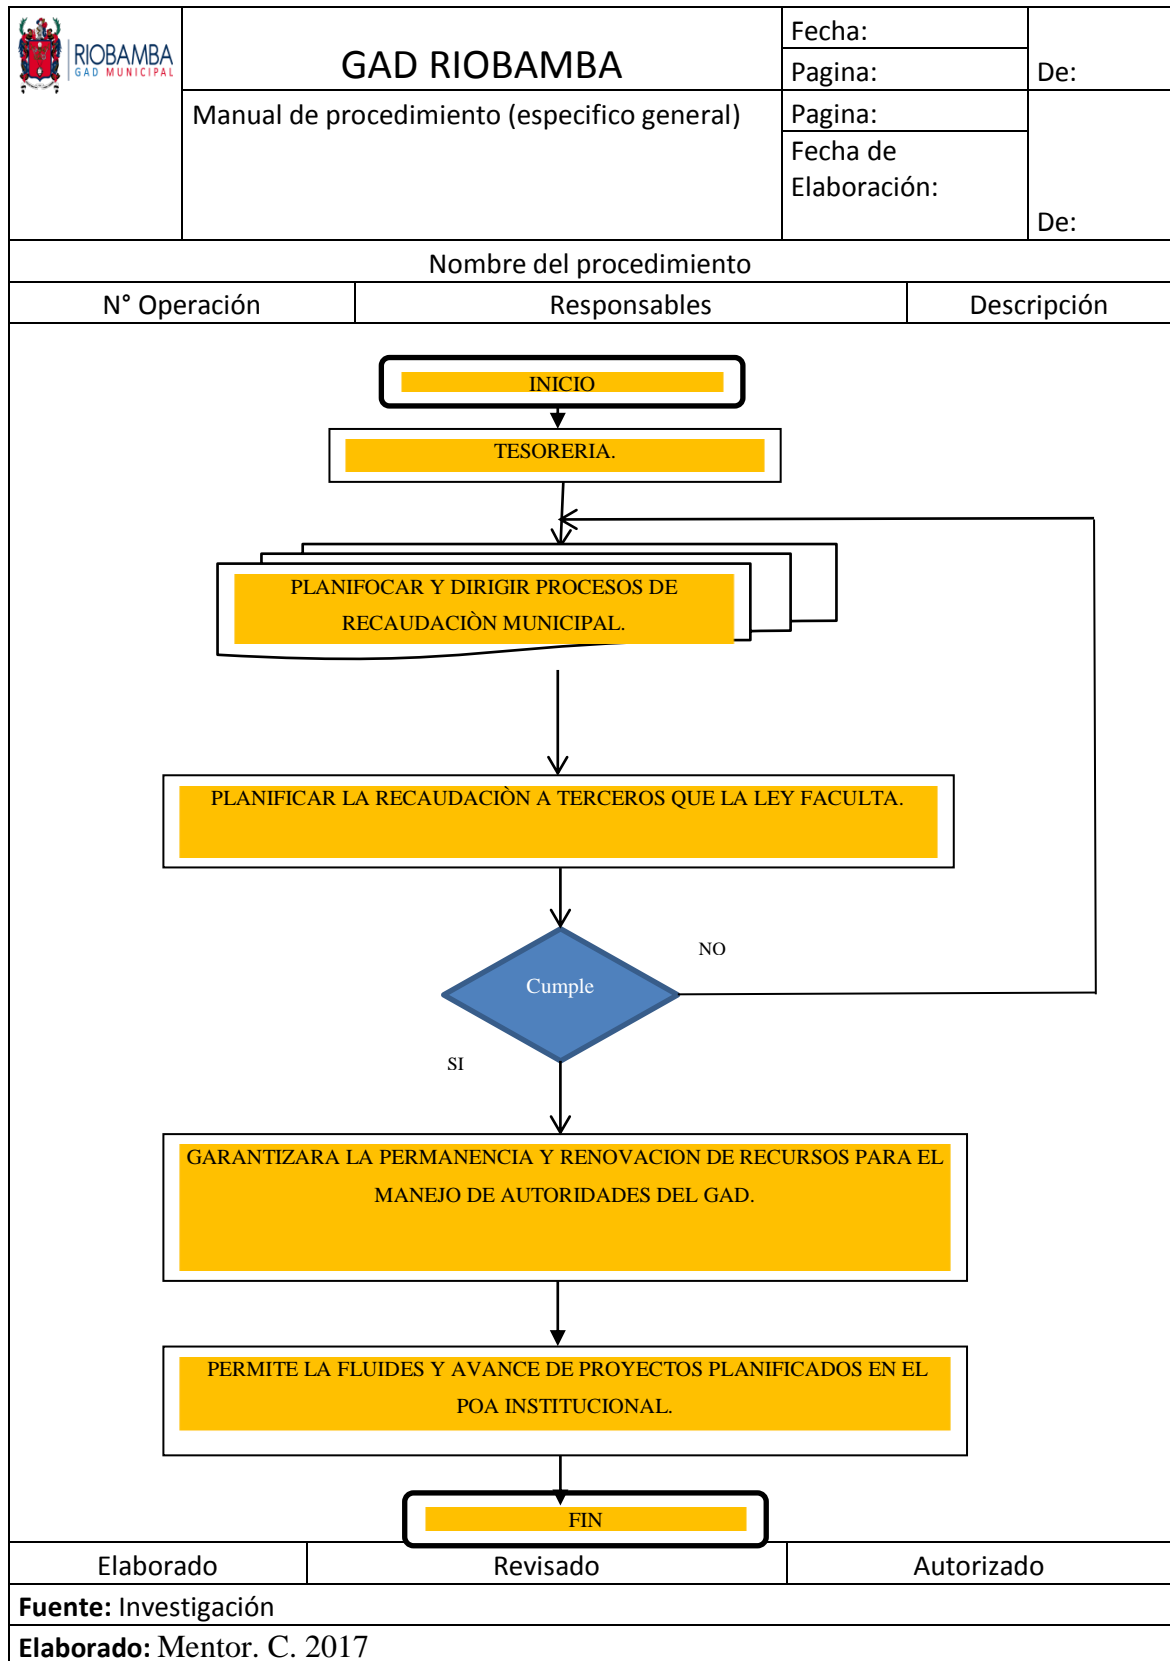 RIOBAMBA
GAD MUNICIPAL
GAD RIOBAMBA
Fecha:
Pagina:
De:
Manual de procedimiento (especifico general)
Pagina:
Fecha de
Elaboración:
De:
Nombre del procedimiento
N° Operación
Responsables
Descripción
INICIO
TESORERIA.
PLANIFOCAR Y DIRIGIR PROCESOS DE
RECAUDACIÒN MUNICIPAL.
PLANIFICAR LA RECAUDACIÒN A TERCEROS QUE LA LEY FACULTA.
NO
Cumple
SI
GARANTIZARA LA PERMANENCIA Y RENOVACION DE RECURSOS PARA EL
MANEJO DE AUTORIDADES DEL GAD.
PERMITE LA FLUIDES Y AVANCE DE PROYECTOS PLANIFICADOS EN EL
POA INSTITUCIONAL.
FIN
Elaborado
Revisado
Autorizado
Fuente: Investigación
Elaborado: Mentor. C. 2017